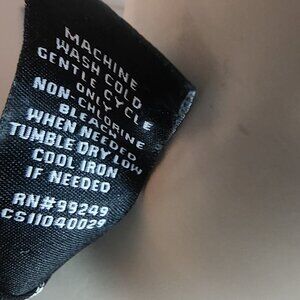 MACHINE
WASH COLD
GENTLE CYCLE
ONLY
NON-CHLORINE
BLEACH
WHEN NEEDED
TUMBLE DRY LOW
COOL IRON
IF NEEDED
RN#99249
CS11040029